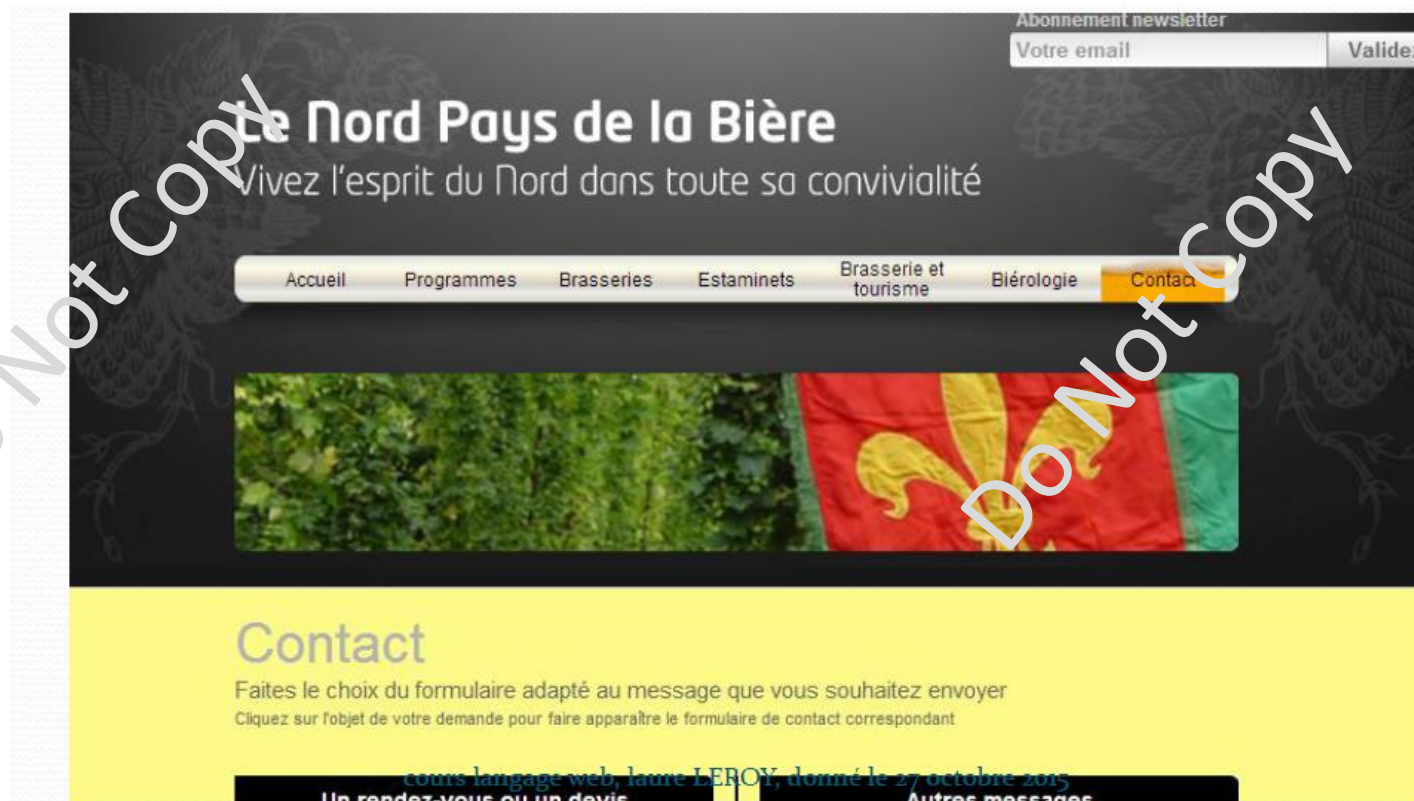 Abonnement newsletter
Votre email
Validez
Le Nord Pays de la Bière
Vivez l'esprit du Nord dans toute sa convivialité
Accueil
Programmes
Brasseries
Estaminets
Brasserie et
tourisme
Biérologie
Contact
Contact
Faites le choix du formulaire adapté au message que vous souhaitez envoyer
Cliquez sur l'objet de votre demande pour faire apparaître le formulaire de contact correspondant
cours langage web, laure LEROY, donné le 27 octobre 2015
Un rendez-vous ou un devis
Autres messages
Not Copy
Do Not Copy